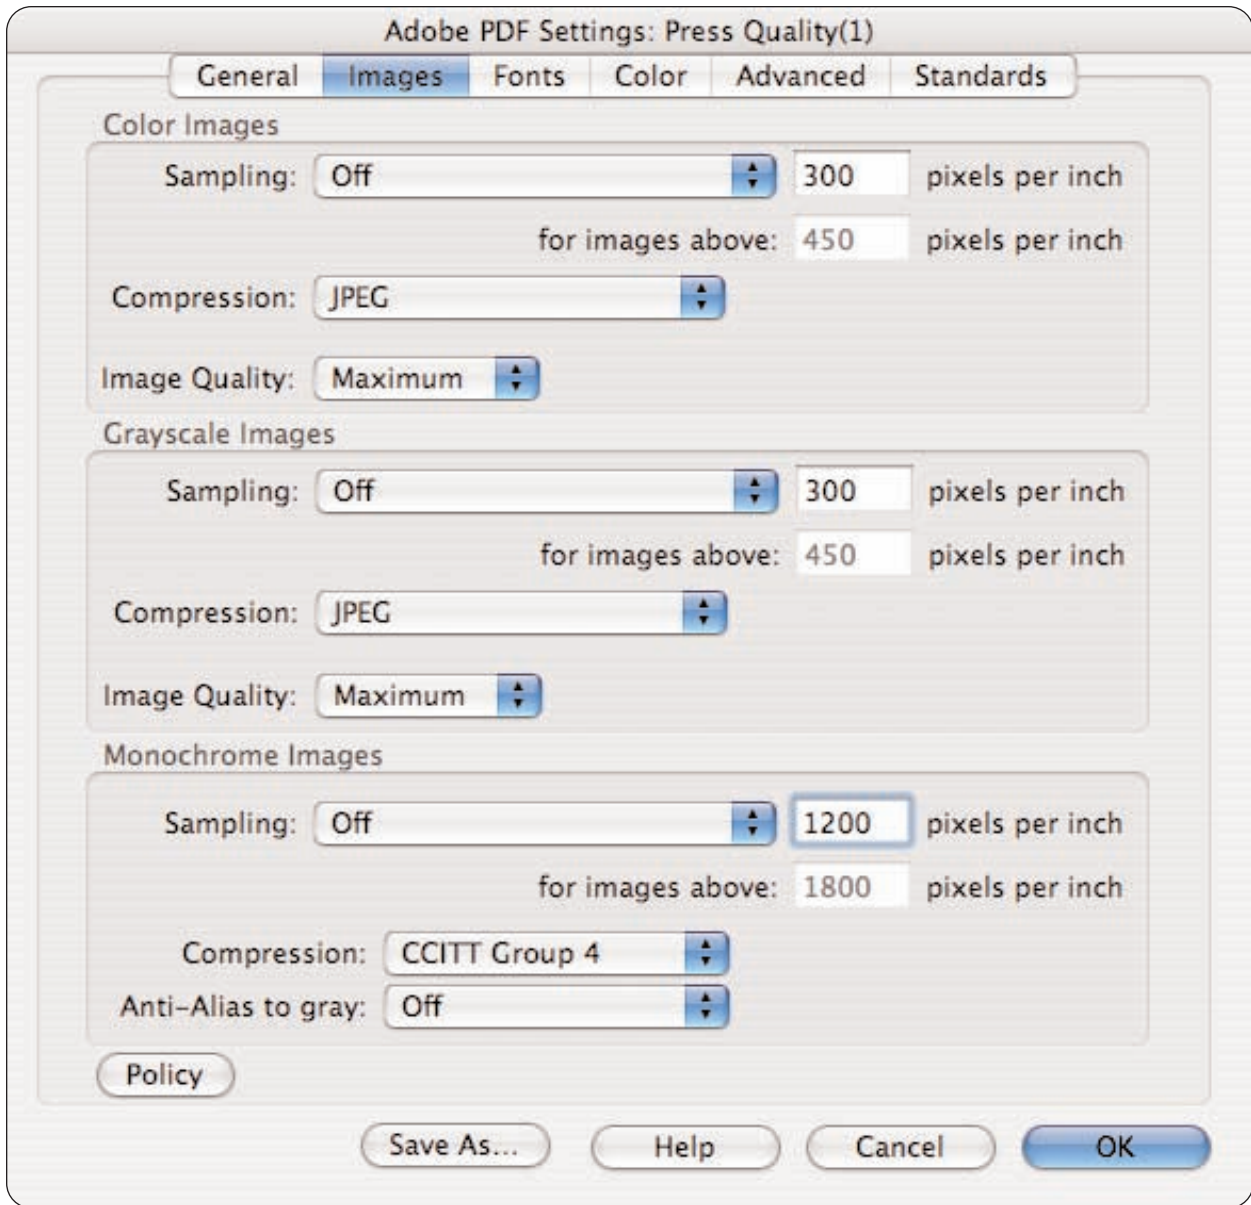 Adobe PDF Settings: Press Quality(1)
General Images Fonts Color Advanced Standards
Color Images
Sampling: Off 300 pixels per inch
for images above: 450 pixels per inch
Compression: JPEG
Image Quality: Maximum
Grayscale Images
Sampling: Off 300 pixels per inch
for images above: 450 pixels per inch
Compression: JPEG
Image Quality: Maximum
Monochrome Images
Sampling: Off 1200 pixels per inch
for images above: 1800 pixels per inch
Compression: CCITT Group 4
Anti-Alias to gray: Off
Policy
Save As... Help Cancel OK